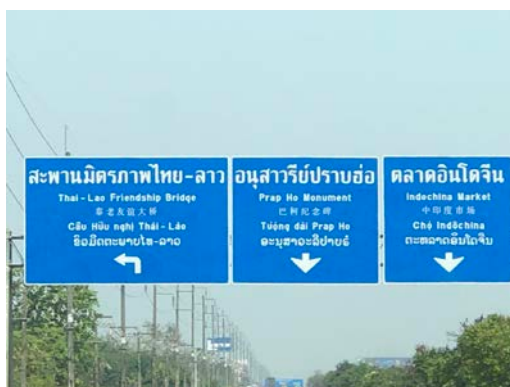 สะพานมิตรภาพไทย-ลาว
Thai-Lao Friendship Bridge
泰老友谊大桥
Cầu Hữu nghị Thái-Lào
ຂົວມິດຕະພາບໄທ-ລາວ
อนุสาวรีย์ปราบฮ่อ
Prap Ho Monument
巴柯纪念碑
Tượng đài Prap Ho
ອະນຸສາວະລີປາບຮໍ່
ตลาดอินโดจีน
Indochina Market
中印度市场
Chợ Indôchina
ຕະຫລາດອິນໂດຈີນ